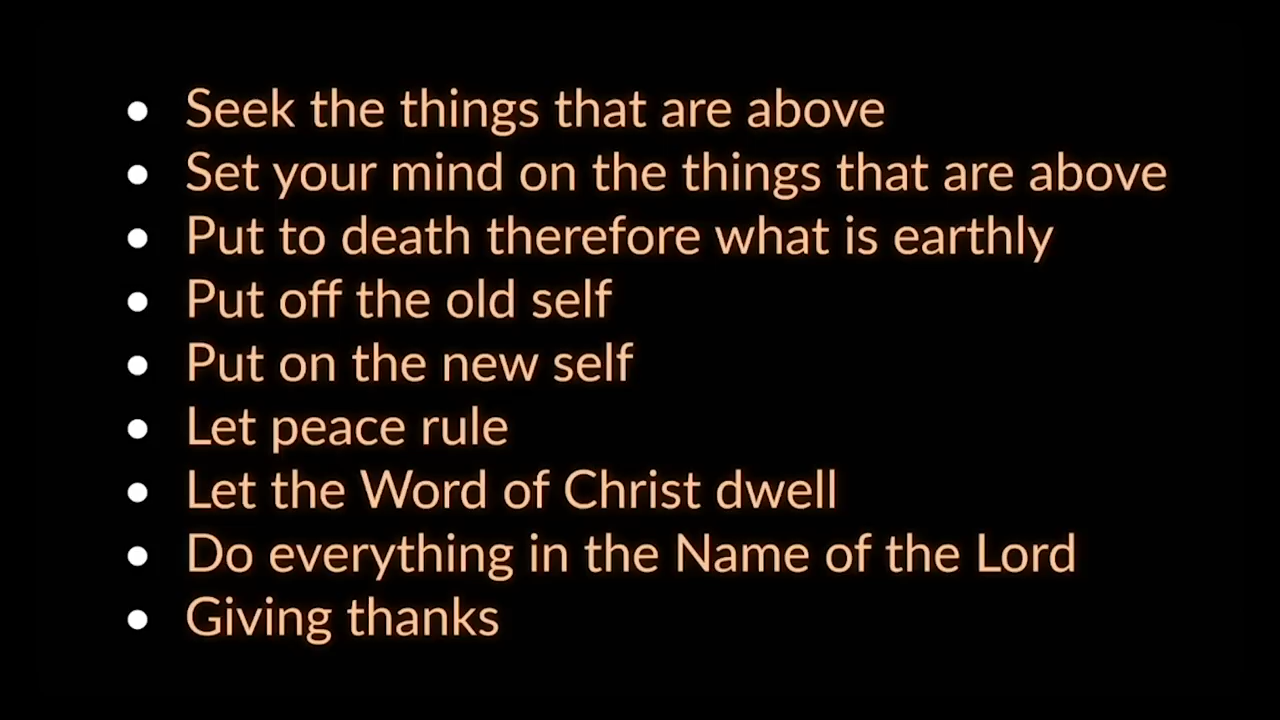 • Seek the things that are above
• Set your mind on the things that are above
• Put to death therefore what is earthly
• Put off the old self
• Put on the new self
• Let peace rule
• Let the Word of Christ dwell
• Do everything in the Name of the Lord
• Giving thanks